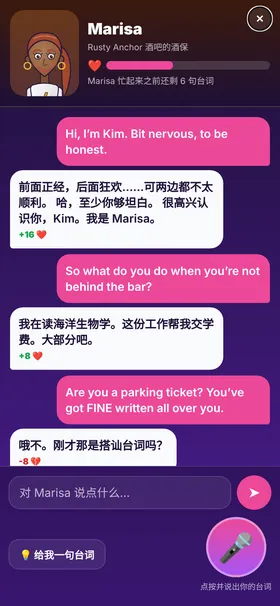 Marisa
Rusty Anchor 酒吧的酒保
Marisa 忙起来之前还剩 6 句台词
Hi, I'm Kim. Bit nervous, to be
honest.
前面正经，后面狂欢……可两边都不太
顺利。 哈，至少你够坦白。 很高兴认
识你，Kim。我是 Marisa。
+16
So what do you do when you're not
behind the bar?
我在读海洋生物学。这份工作帮我交学
费。大部分吧。
+8
Are you a parking ticket? You've
got FINE written all over you.
哦不。刚才那是搭讪台词吗？
-8
对 Marisa 说点什么...
给我一句台词
点按并说出你的台词